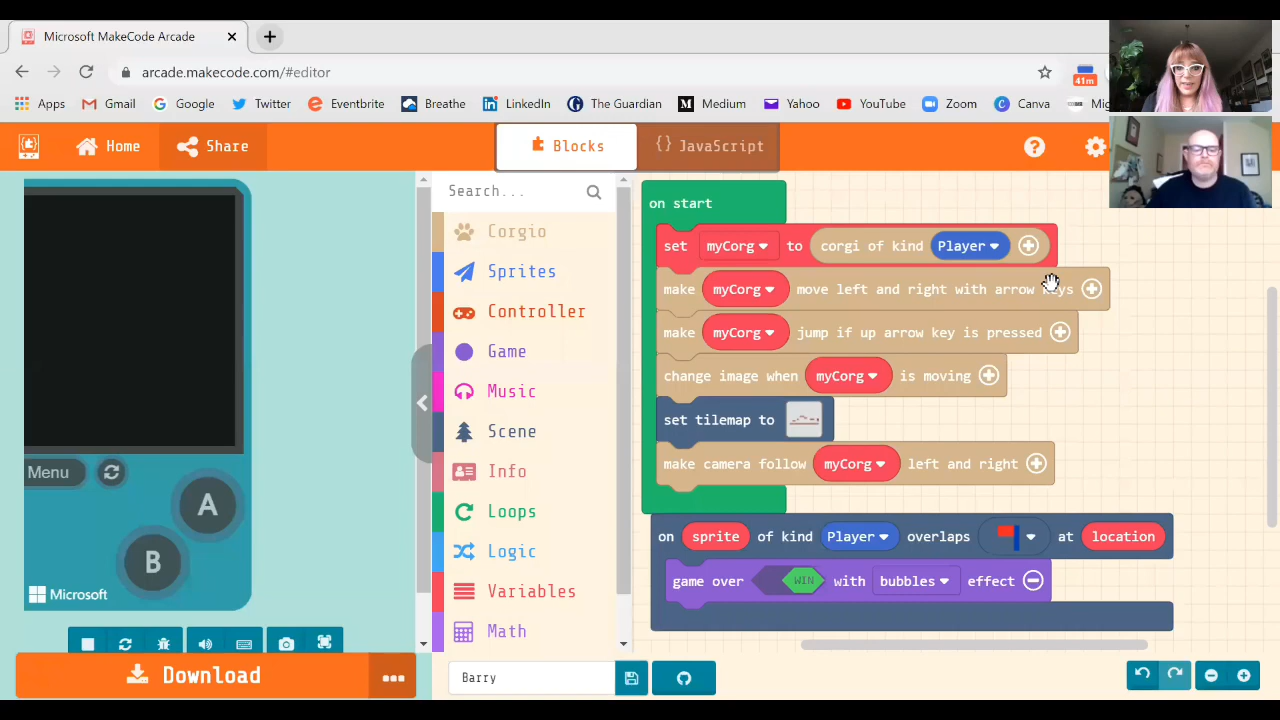 Microsoft MakeCode Arcade
arcade.makecode.com/#editor
41m
Apps Gmail Google Twitter Eventbrite Breathe LinkedIn The Guardian Medium Yahoo YouTube Zoom Canva
Home Share Blocks {} JavaScript ?
Search...
Corgio
Sprites
Controller
Game
Music
Scene
Info
Loops
Logic
Variables
Math
Menu
A
B
Microsoft
on start
set myCorg to corgi of kind Player
make myCorg move left and right with arrow keys
make myCorg jump if up arrow key is pressed
change image when myCorg is moving
set tilemap to
make camera follow myCorg left and right
on sprite of kind Player overlaps at location
game over WIN with bubbles effect
Download ...
Barry